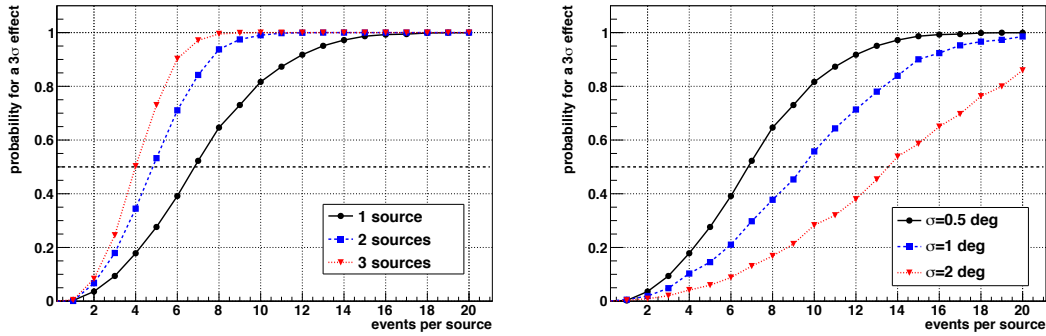 probability for a 3σ effect
1
0.8
0.6
0.4
0.2
0
2 4 6 8 10 12 14 16 18 20
events per source
1 source
2 sources
3 sources
probability for a 3σ effect
1
0.8
0.6
0.4
0.2
0
2 4 6 8 10 12 14 16 18 20
events per source
σ=0.5 deg
σ=1 deg
σ=2 deg